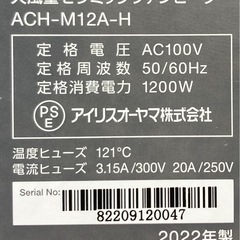 大風量セラミックファンヒーター
ACH-M12A-H
定格電圧 AC100V
定格周波数 50/60Hz
定格消費電力 1200W
PSE アイリスオーヤマ株式会社
温度ヒューズ 121℃
電流ヒューズ 3.15A/300V 20A/250V
Serial No:
82209120047
2022年製